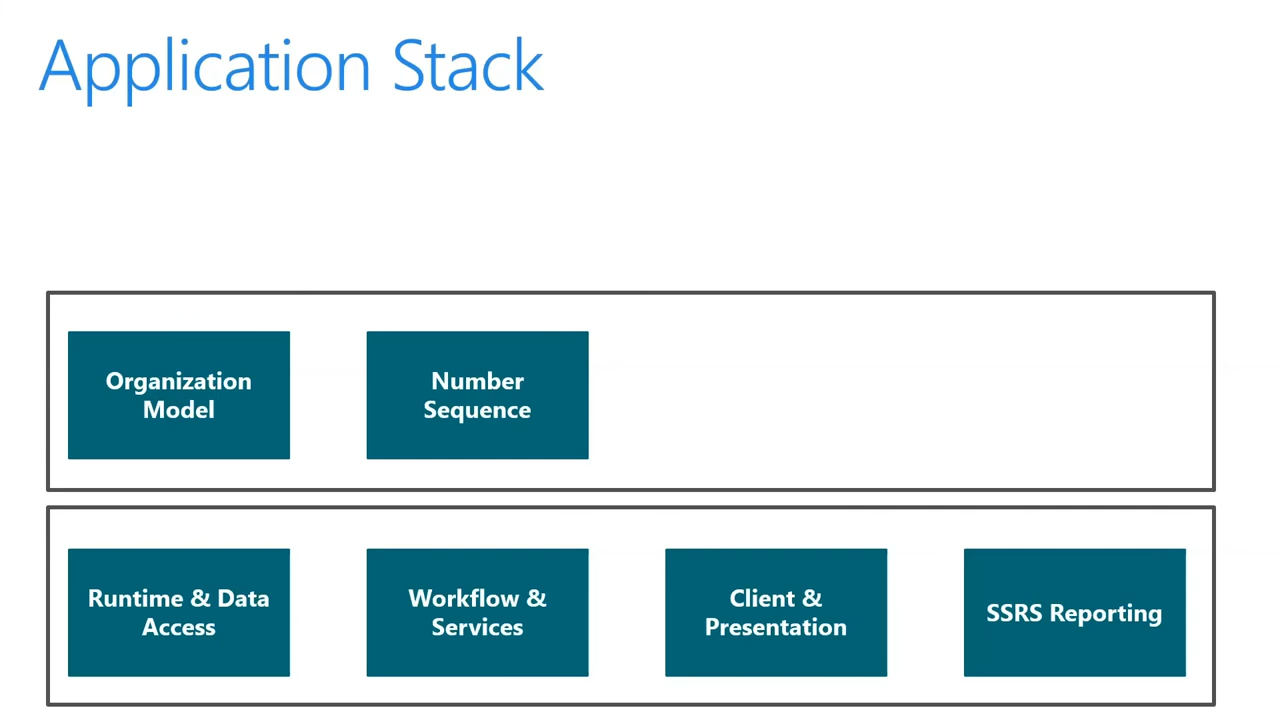 Application Stack
Organization
Model
Number
Sequence
Runtime & Data
Access
Workflow &
Services
Client &
Presentation
SSRS Reporting